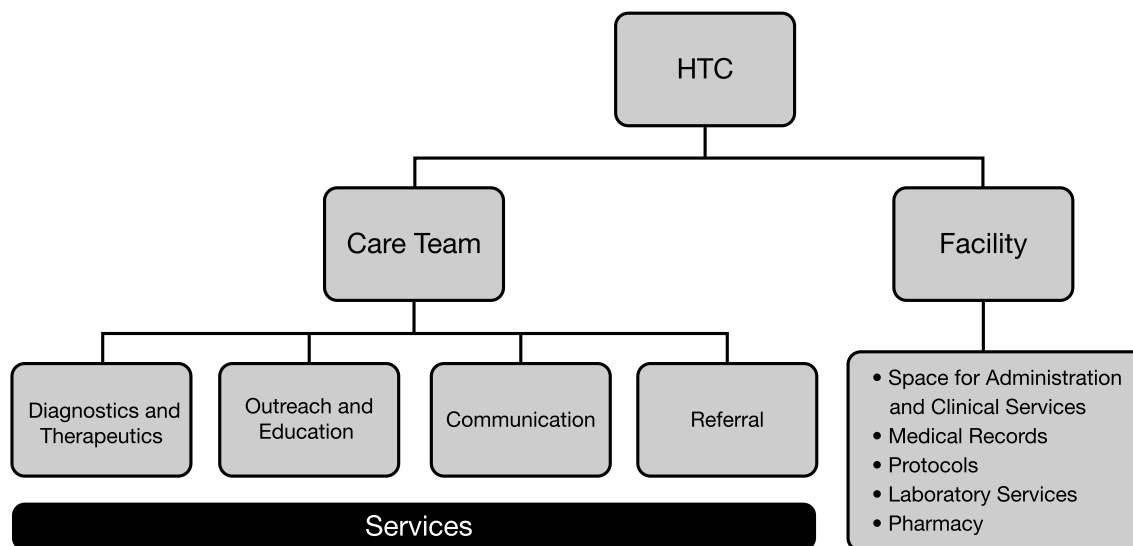 HTC
Care Team
Facility
Diagnostics and
Therapeutics
Outreach and
Education
Communication
Referral
• Space for Administration
and Clinical Services
• Medical Records
• Protocols
• Laboratory Services
• Pharmacy
Services